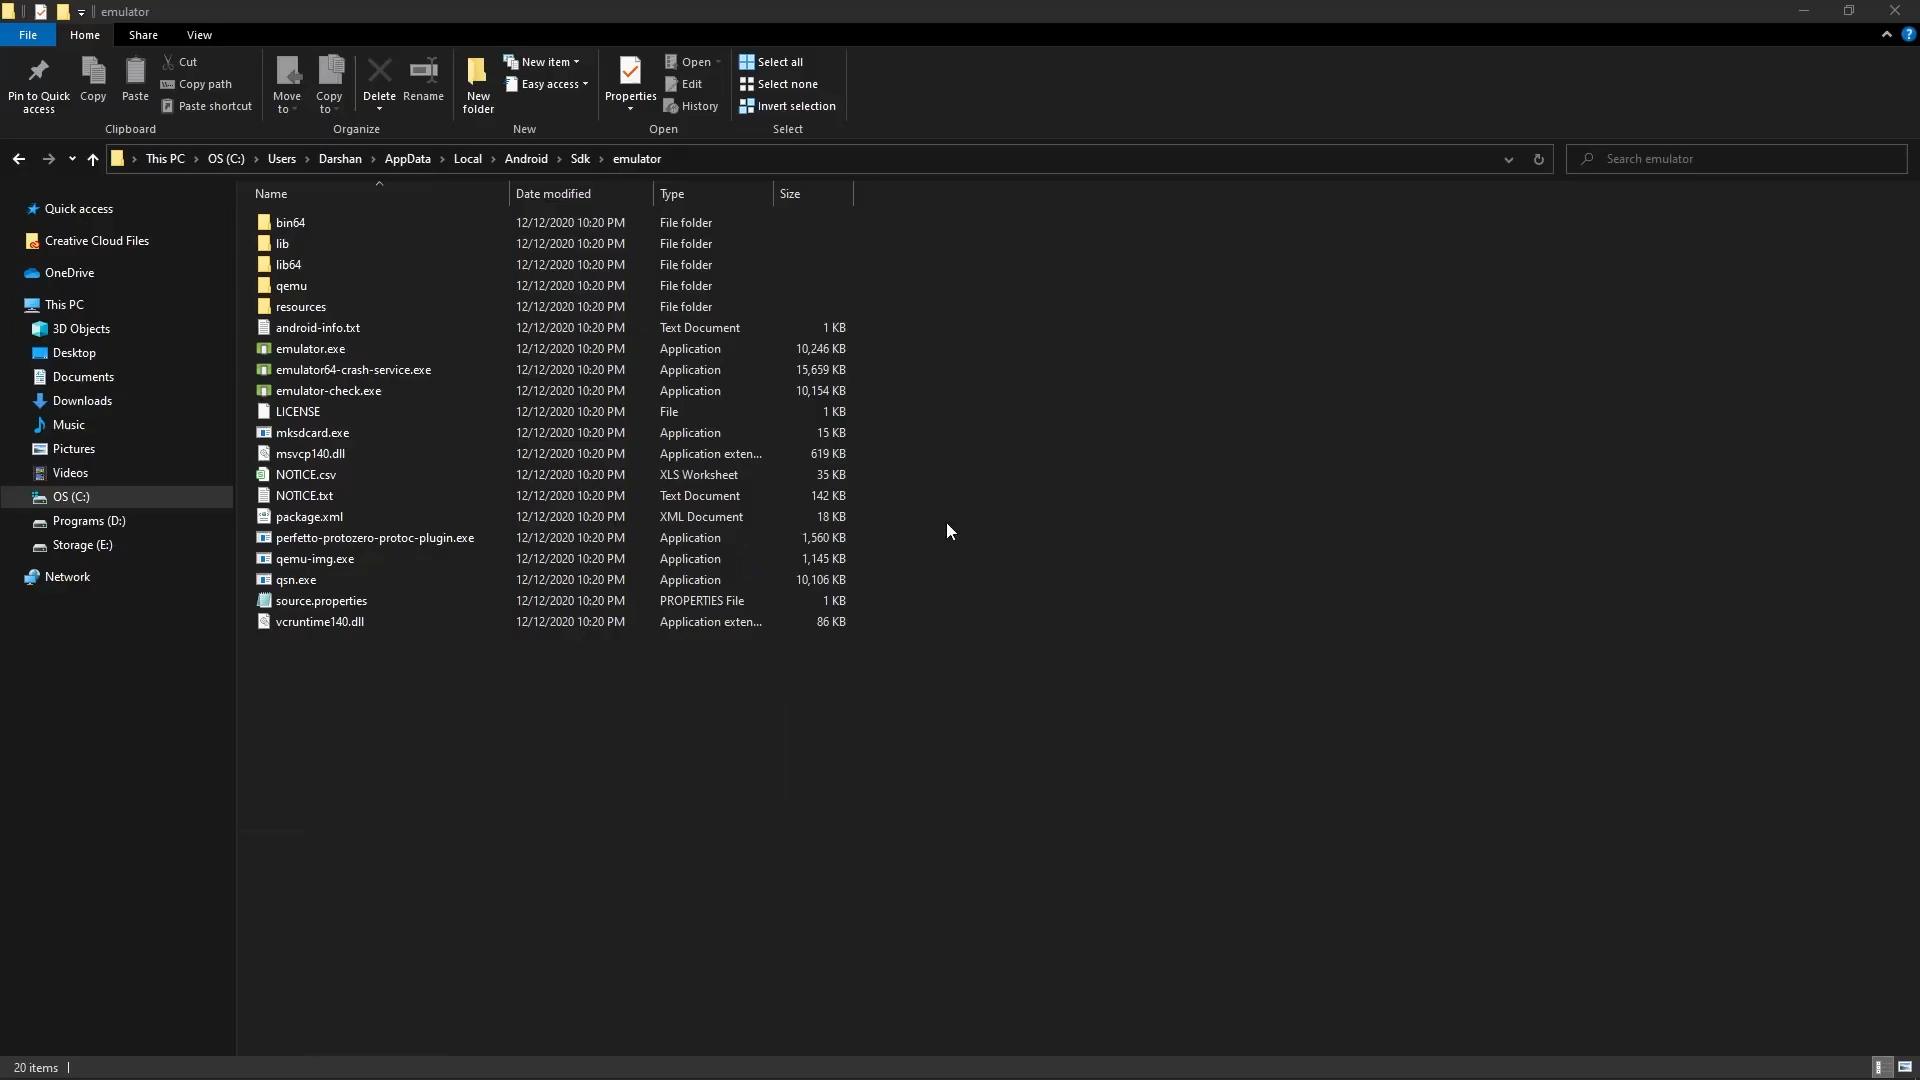 emulator
File Home Share View
Pin to Quick access
Copy
Paste
Cut
Copy path
Paste shortcut
Clipboard
Move to
Copy to
Delete
Rename
Organize
New folder
New item
Easy access
New
Properties
Open
Edit
History
Open
Select all
Select none
Invert selection
Select
This PC > OS (C:) > Users > Darshan > AppData > Local > Android > Sdk > emulator
Search emulator
Quick access
Creative Cloud Files
OneDrive
This PC
3D Objects
Desktop
Documents
Downloads
Music
Pictures
Videos
OS (C:)
Programs (D:)
Storage (E:)
Network
Name Date modified Type Size
bin64 12/12/2020 10:20 PM File folder
lib 12/12/2020 10:20 PM File folder
lib64 12/12/2020 10:20 PM File folder
qemu 12/12/2020 10:20 PM File folder
resources 12/12/2020 10:20 PM File folder
android-info.txt 12/12/2020 10:20 PM Text Document 1 KB
emulator.exe 12/12/2020 10:20 PM Application 10,246 KB
emulator64-crash-service.exe 12/12/2020 10:20 PM Application 15,659 KB
emulator-check.exe 12/12/2020 10:20 PM Application 10,154 KB
LICENSE 12/12/2020 10:20 PM File 1 KB
mksdcard.exe 12/12/2020 10:20 PM Application 15 KB
msvcp140.dll 12/12/2020 10:20 PM Application exten... 619 KB
NOTICE.csv 12/12/2020 10:20 PM XLS Worksheet 35 KB
NOTICE.txt 12/12/2020 10:20 PM Text Document 142 KB
package.xml 12/12/2020 10:20 PM XML Document 18 KB
perfetto-protozero-protoc-plugin.exe 12/12/2020 10:20 PM Application 1,560 KB
qemu-img.exe 12/12/2020 10:20 PM Application 1,145 KB
qsn.exe 12/12/2020 10:20 PM Application 10,106 KB
source.properties 12/12/2020 10:20 PM PROPERTIES File 1 KB
vcruntime140.dll 12/12/2020 10:20 PM Application exten... 86 KB
20 items